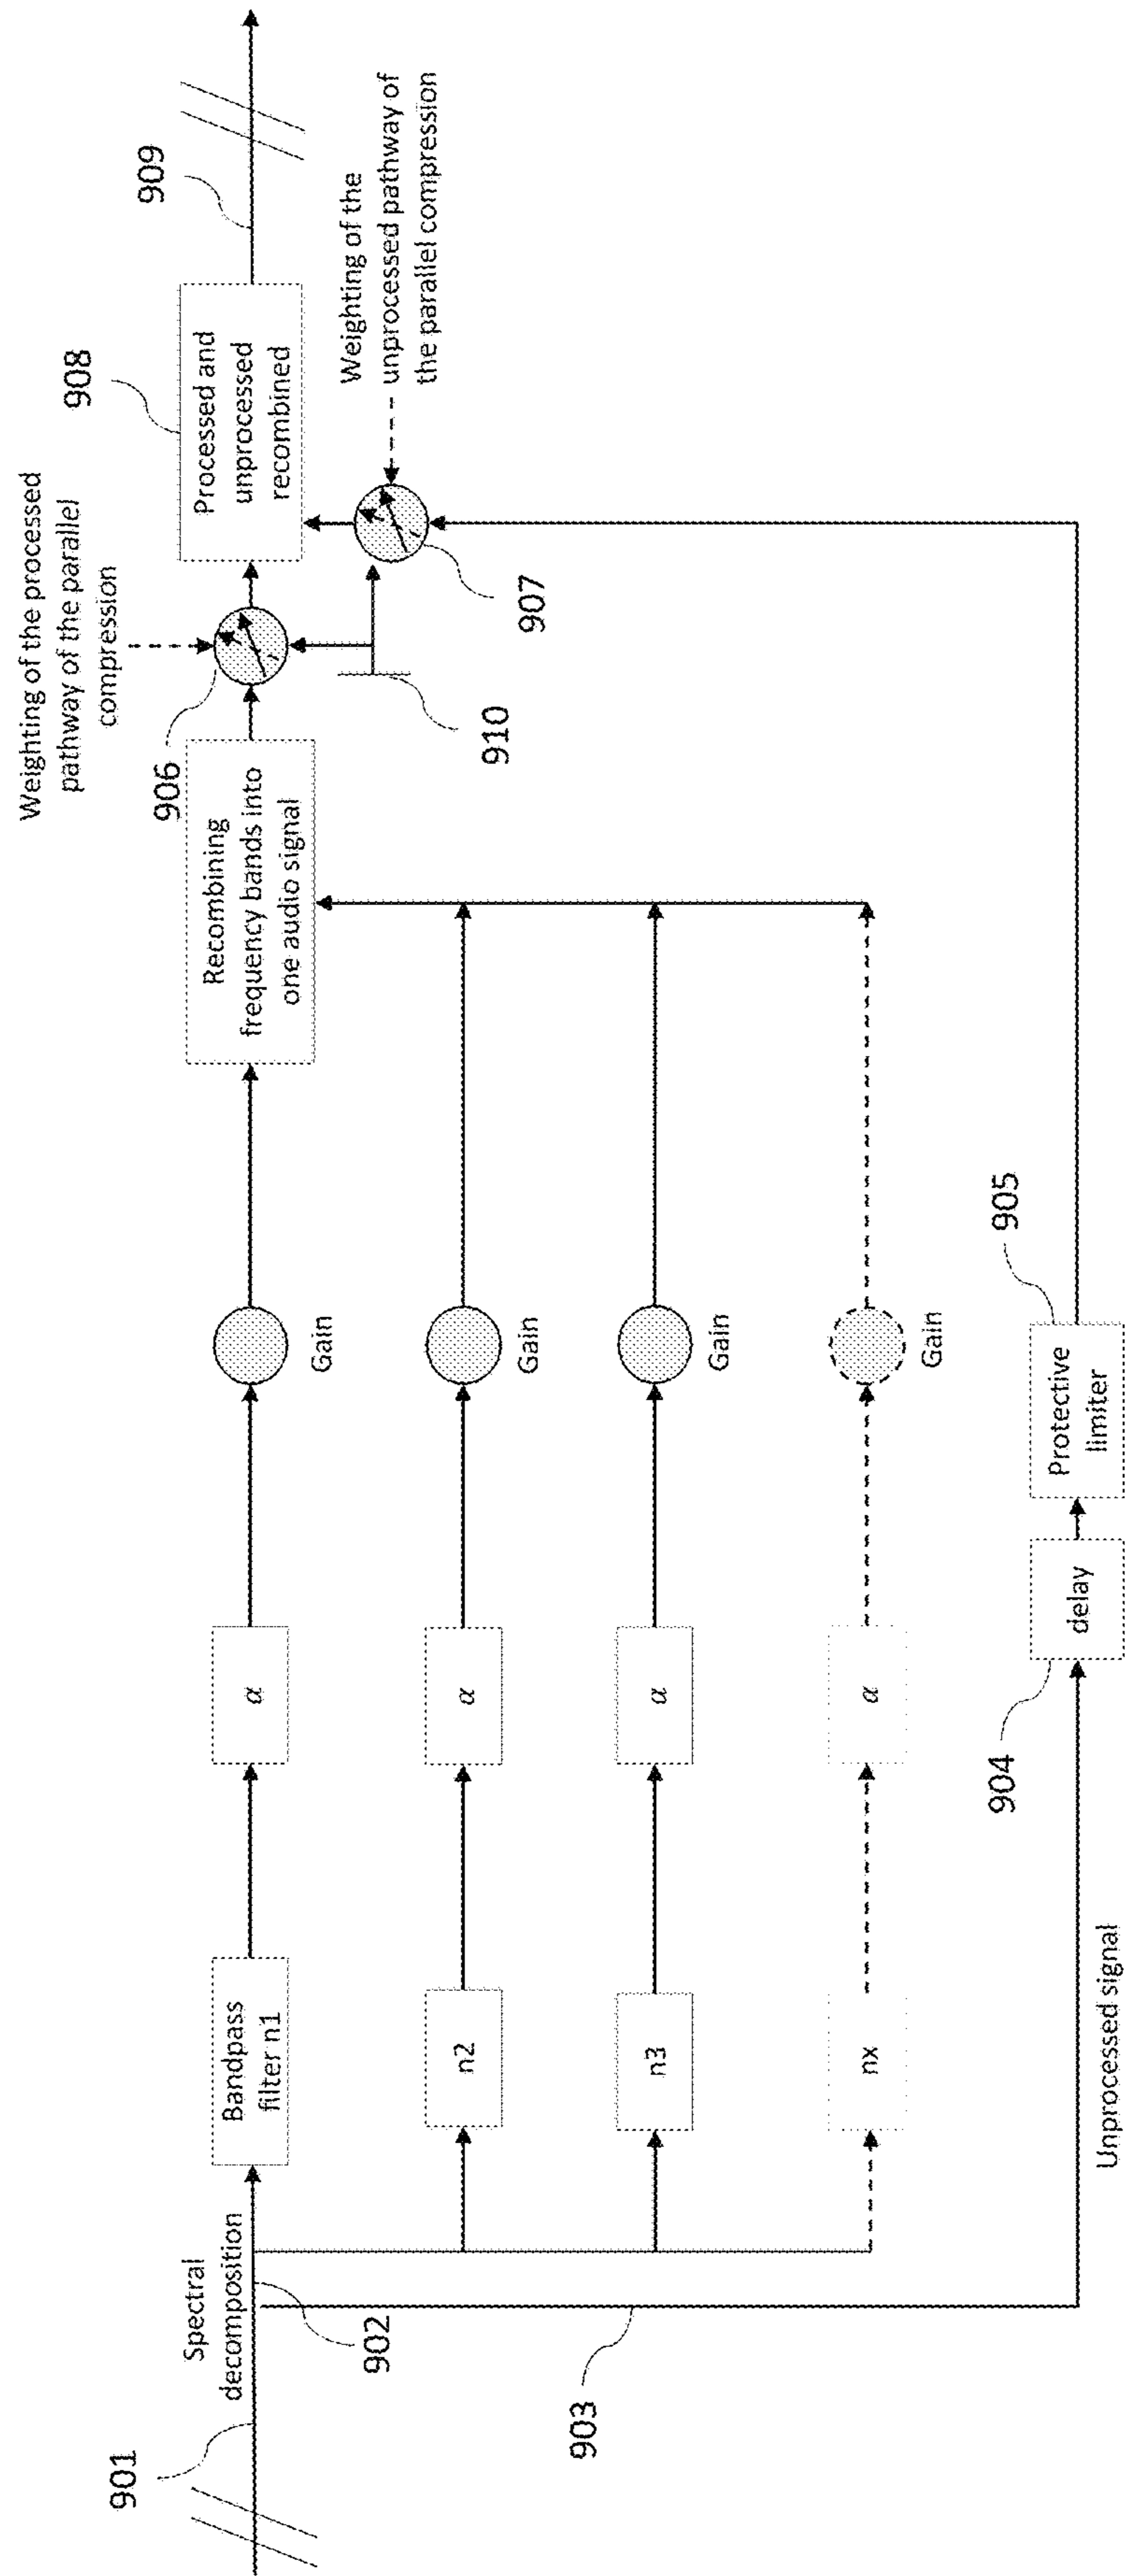 901
Spectral
decomposition
902
903
Bandpass
filter n1
α
Gain
n2
α
Gain
n3
α
Gain
nx
α
Gain
Recombining
frequency bands into
one audio signal
Weighting of the processed
pathway of the parallel
compression
906
910
908
Processed and
unprocessed
recombined
909
Weighting of the
unprocessed pathway of
the parallel compression
907
Unprocessed signal
904
delay
905
Protective
limiter